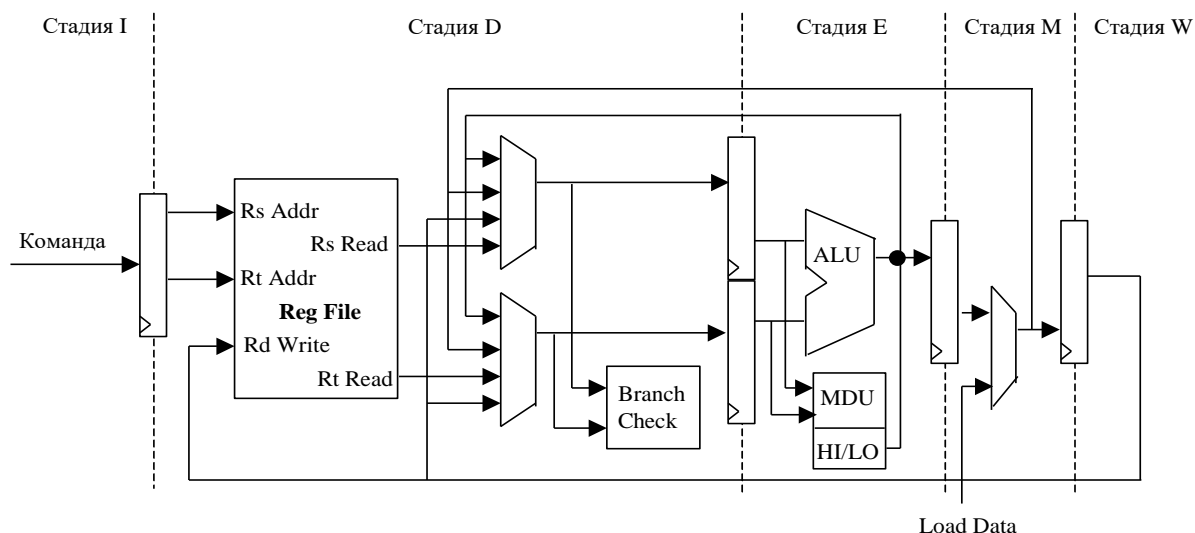 Стадия I
Стадия D
Стадия E
Стадия M
Стадия W
Команда
Rs Addr
Rs Read
Rt Addr
Reg File
Rd Write
Rt Read
Branch
Check
ALU
MDU
HI/LO
Load Data